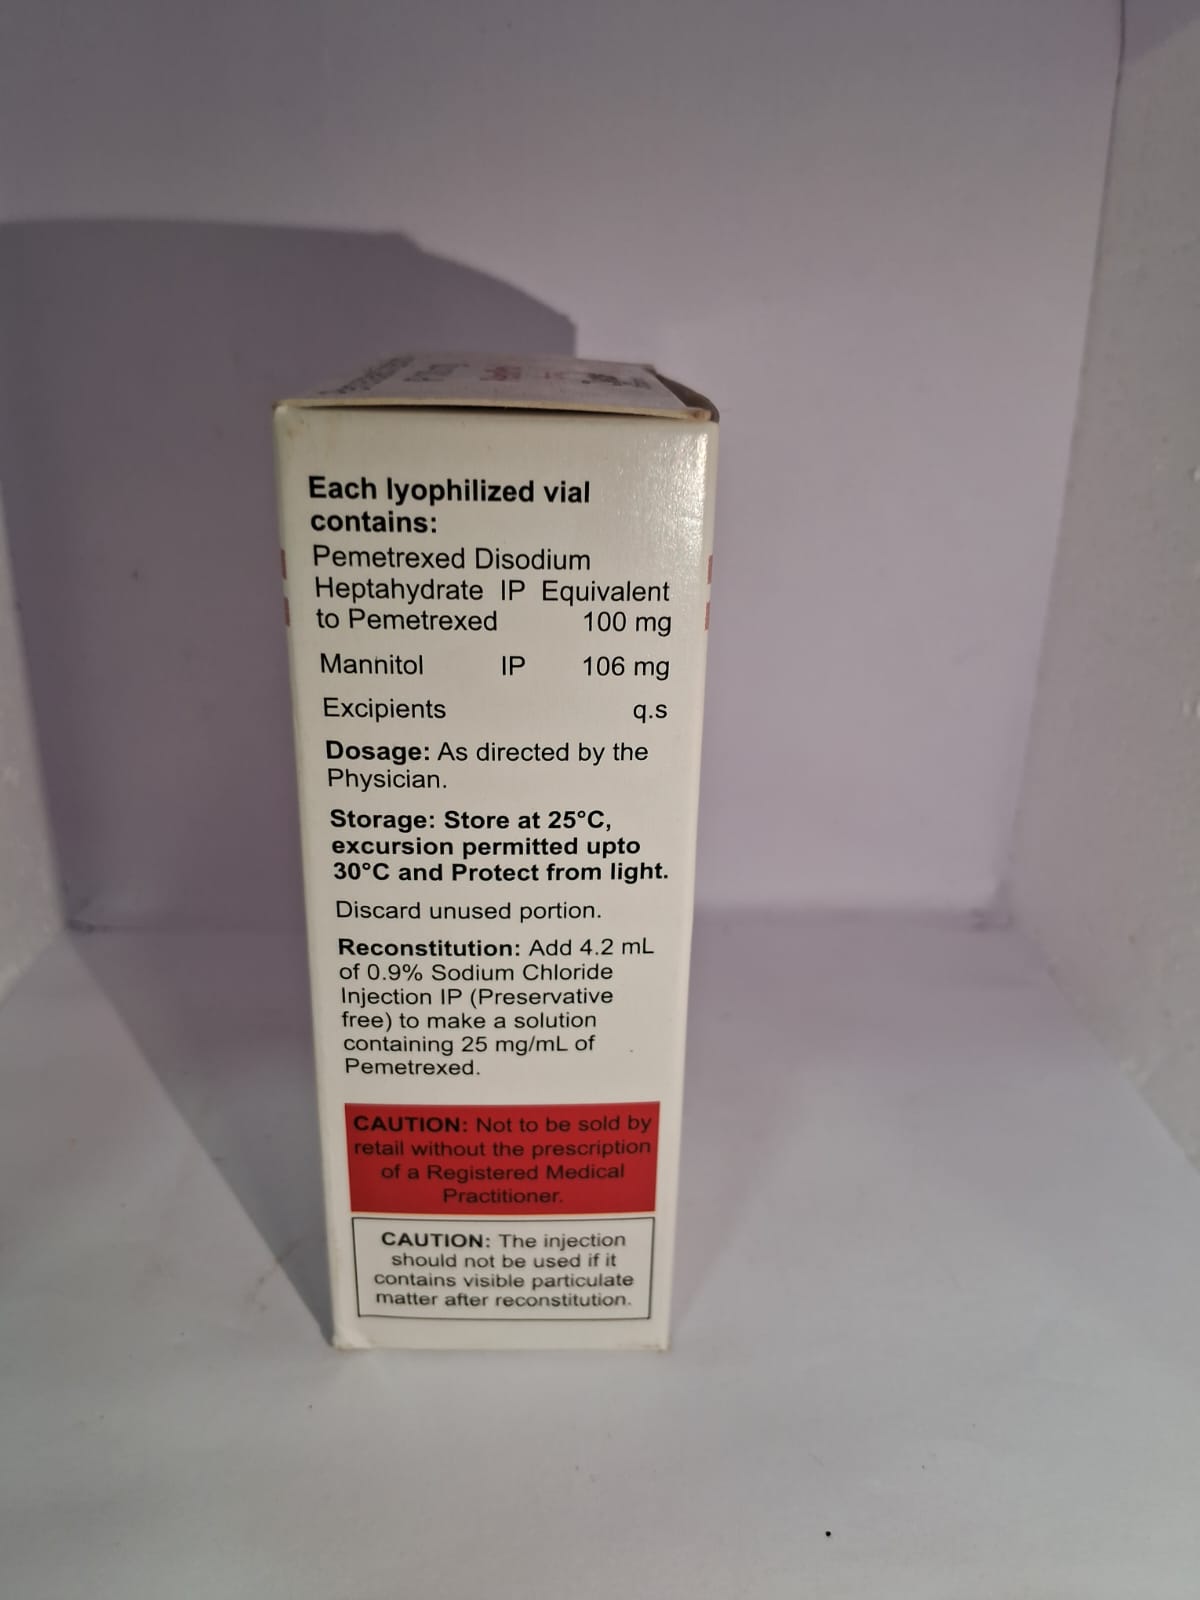 Each lyophilized vial
contains:
Pemetrexed Disodium
Heptahydrate IP Equivalent
to Pemetrexed 100 mg
Mannitol IP 106 mg
Excipients q.s
Dosage: As directed by the
Physician.
Storage: Store at 25°C,
excursion permitted upto
30°C and Protect from light.
Discard unused portion.
Reconstitution: Add 4.2 mL
of 0.9% Sodium Chloride
Injection IP (Preservative
free) to make a solution
containing 25 mg/mL of
Pemetrexed.
CAUTION: Not to be sold by
retail without the prescription
of a Registered Medical
Practitioner.
CAUTION: The injection
should not be used if it
contains visible particulate
matter after reconstitution.